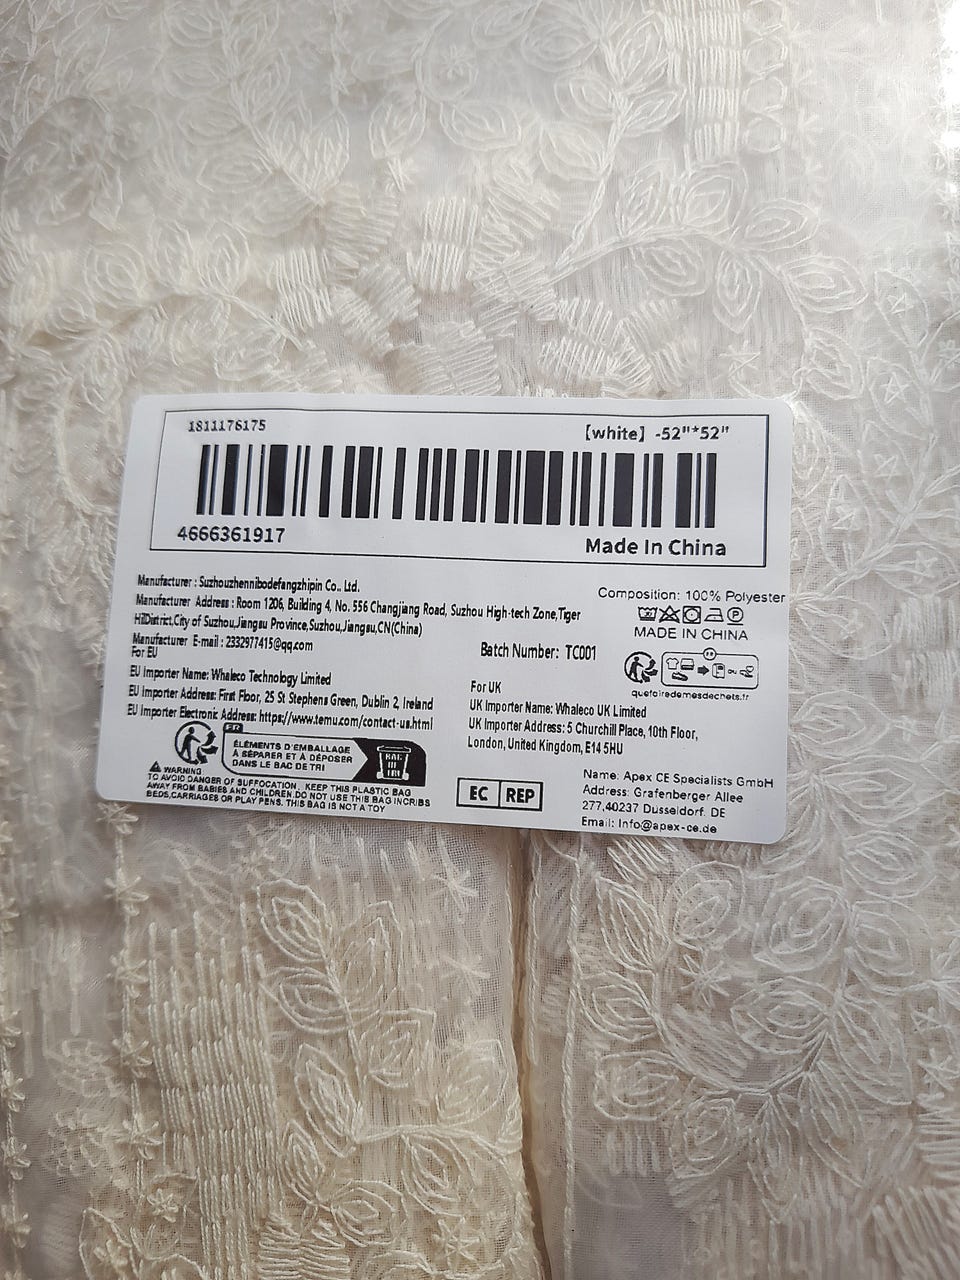 1811176175
【white】-52"*52"
4666361917
Made In China
Manufacturer : Suzhouzhennibodefangzhipin Co., Ltd.
Manufacturer Address : Room 1206, Building 4, No. 556 Changjiang Road, Suzhou High-tech Zone,Tiger
HillDistrict,City of Suzhou,Jiangsu Province,Suzhou,Jiangsu,CN(China)
Manufacturer E-mail : 2332977415@qq.com
For EU
EU Importer Name: Whaleco Technology Limited
EU Importer Address: First Floor, 25 St Stephens Green, Dublin 2, Ireland
EU Importer Electronic Address: https://www.temu.com/contact-us.html
FR
ÉLÉMENTS D'EMBALLAGE
À SÉPARER ET À DÉPOSER
DANS LE BAC DE TRI
BAC
DE
TRI
WARNING
TO AVOID DANGER OF SUFFOCATION, KEEP THIS PLASTIC BAG
AWAY FROM BABIES AND CHILDREN.DO NOT USE THIS BAG INCRIBS
BEDS,CARRIAGES OR PLAY PENS. THIS BAG IS NOT A TOY
Composition: 100% Polyester
MADE IN CHINA
Batch Number: TC001
FR
quefairedemesdechets.fr
For UK
UK Importer Name: Whaleco UK Limited
UK Importer Address: 5 Churchill Place, 10th Floor,
London, United Kingdom, E14 5HU
EC REP
Name: Apex CE Specialists GmbH
Address: Grafenberger Allee
277,40237 Dusseldorf. DE
Email: Info@apex-ce.de